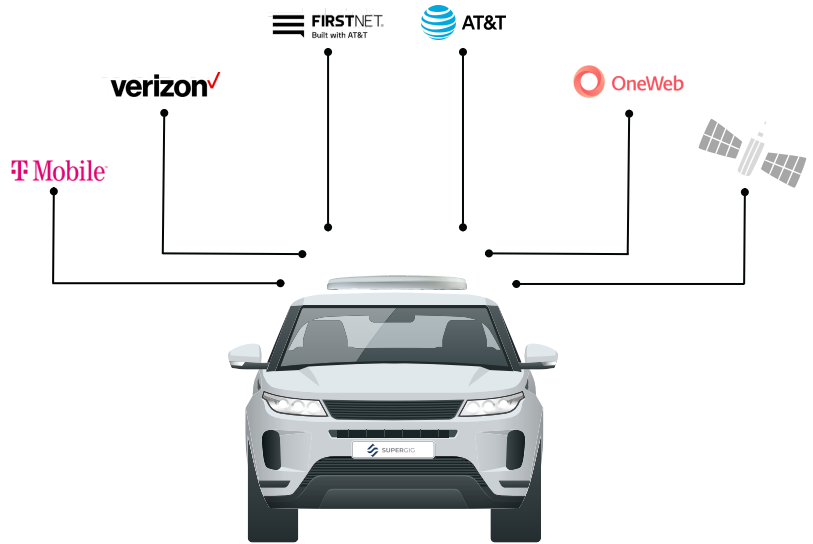 FIRSTNET.
Built with AT&T
AT&T
verizon
OneWeb
T Mobile
SUPERGIG